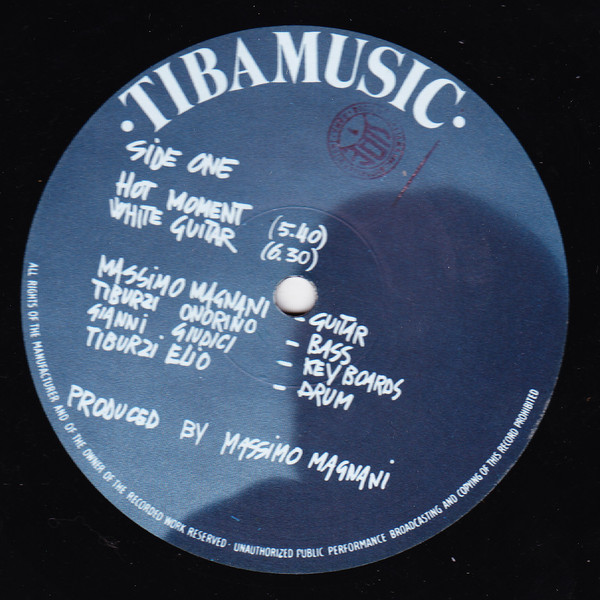 ·TIBAMUSIC·
SiDE ONE
HOT MOMENT (5.40)
WHITE GUITAR (6.30)
MASSIMO MAGNANI - GUITAR
TIBURZI ONORINO - BASS
GIANNI GIUDICI - KEYBOARDS
TIBURZI ELIO - DRUM
PRODUCED BY MASSIMO MAGNANI
ALL RIGHTS OF THE MANUFACTURER AND OF THE OWNER OF THE RECORDED WORK RESERVED · UNAUTHORIZED PUBLIC PERFORMANCE BROADCASTING AND COPYING OF THIS RECORD PROHIBITED